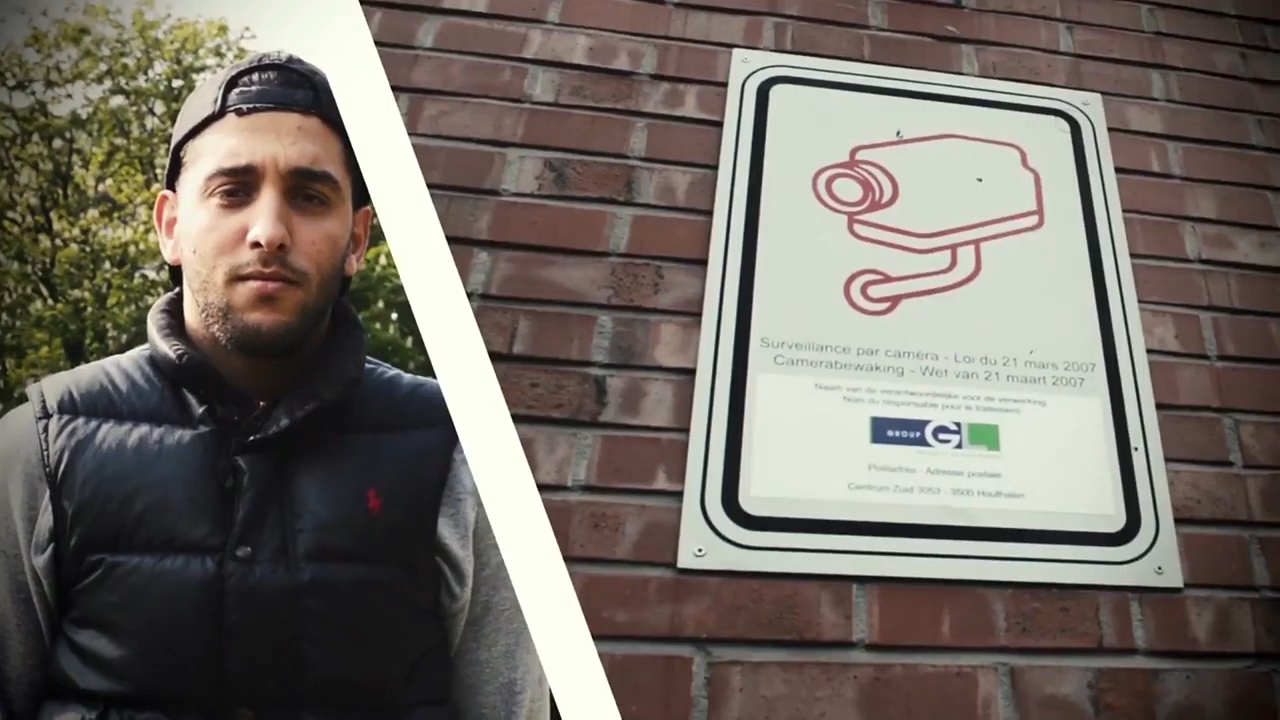 Surveillance par caméra - Loi du 21 mars 2007
Camerabewaking - Wet van 21 maart 2007
Naam van de verantwoordelijke voor de verwerking
Nom du responsable pour le traitement
GROUP GL
Postadres - Adresse postale
Centrum Zuid 3053 - 3500 Houthalen